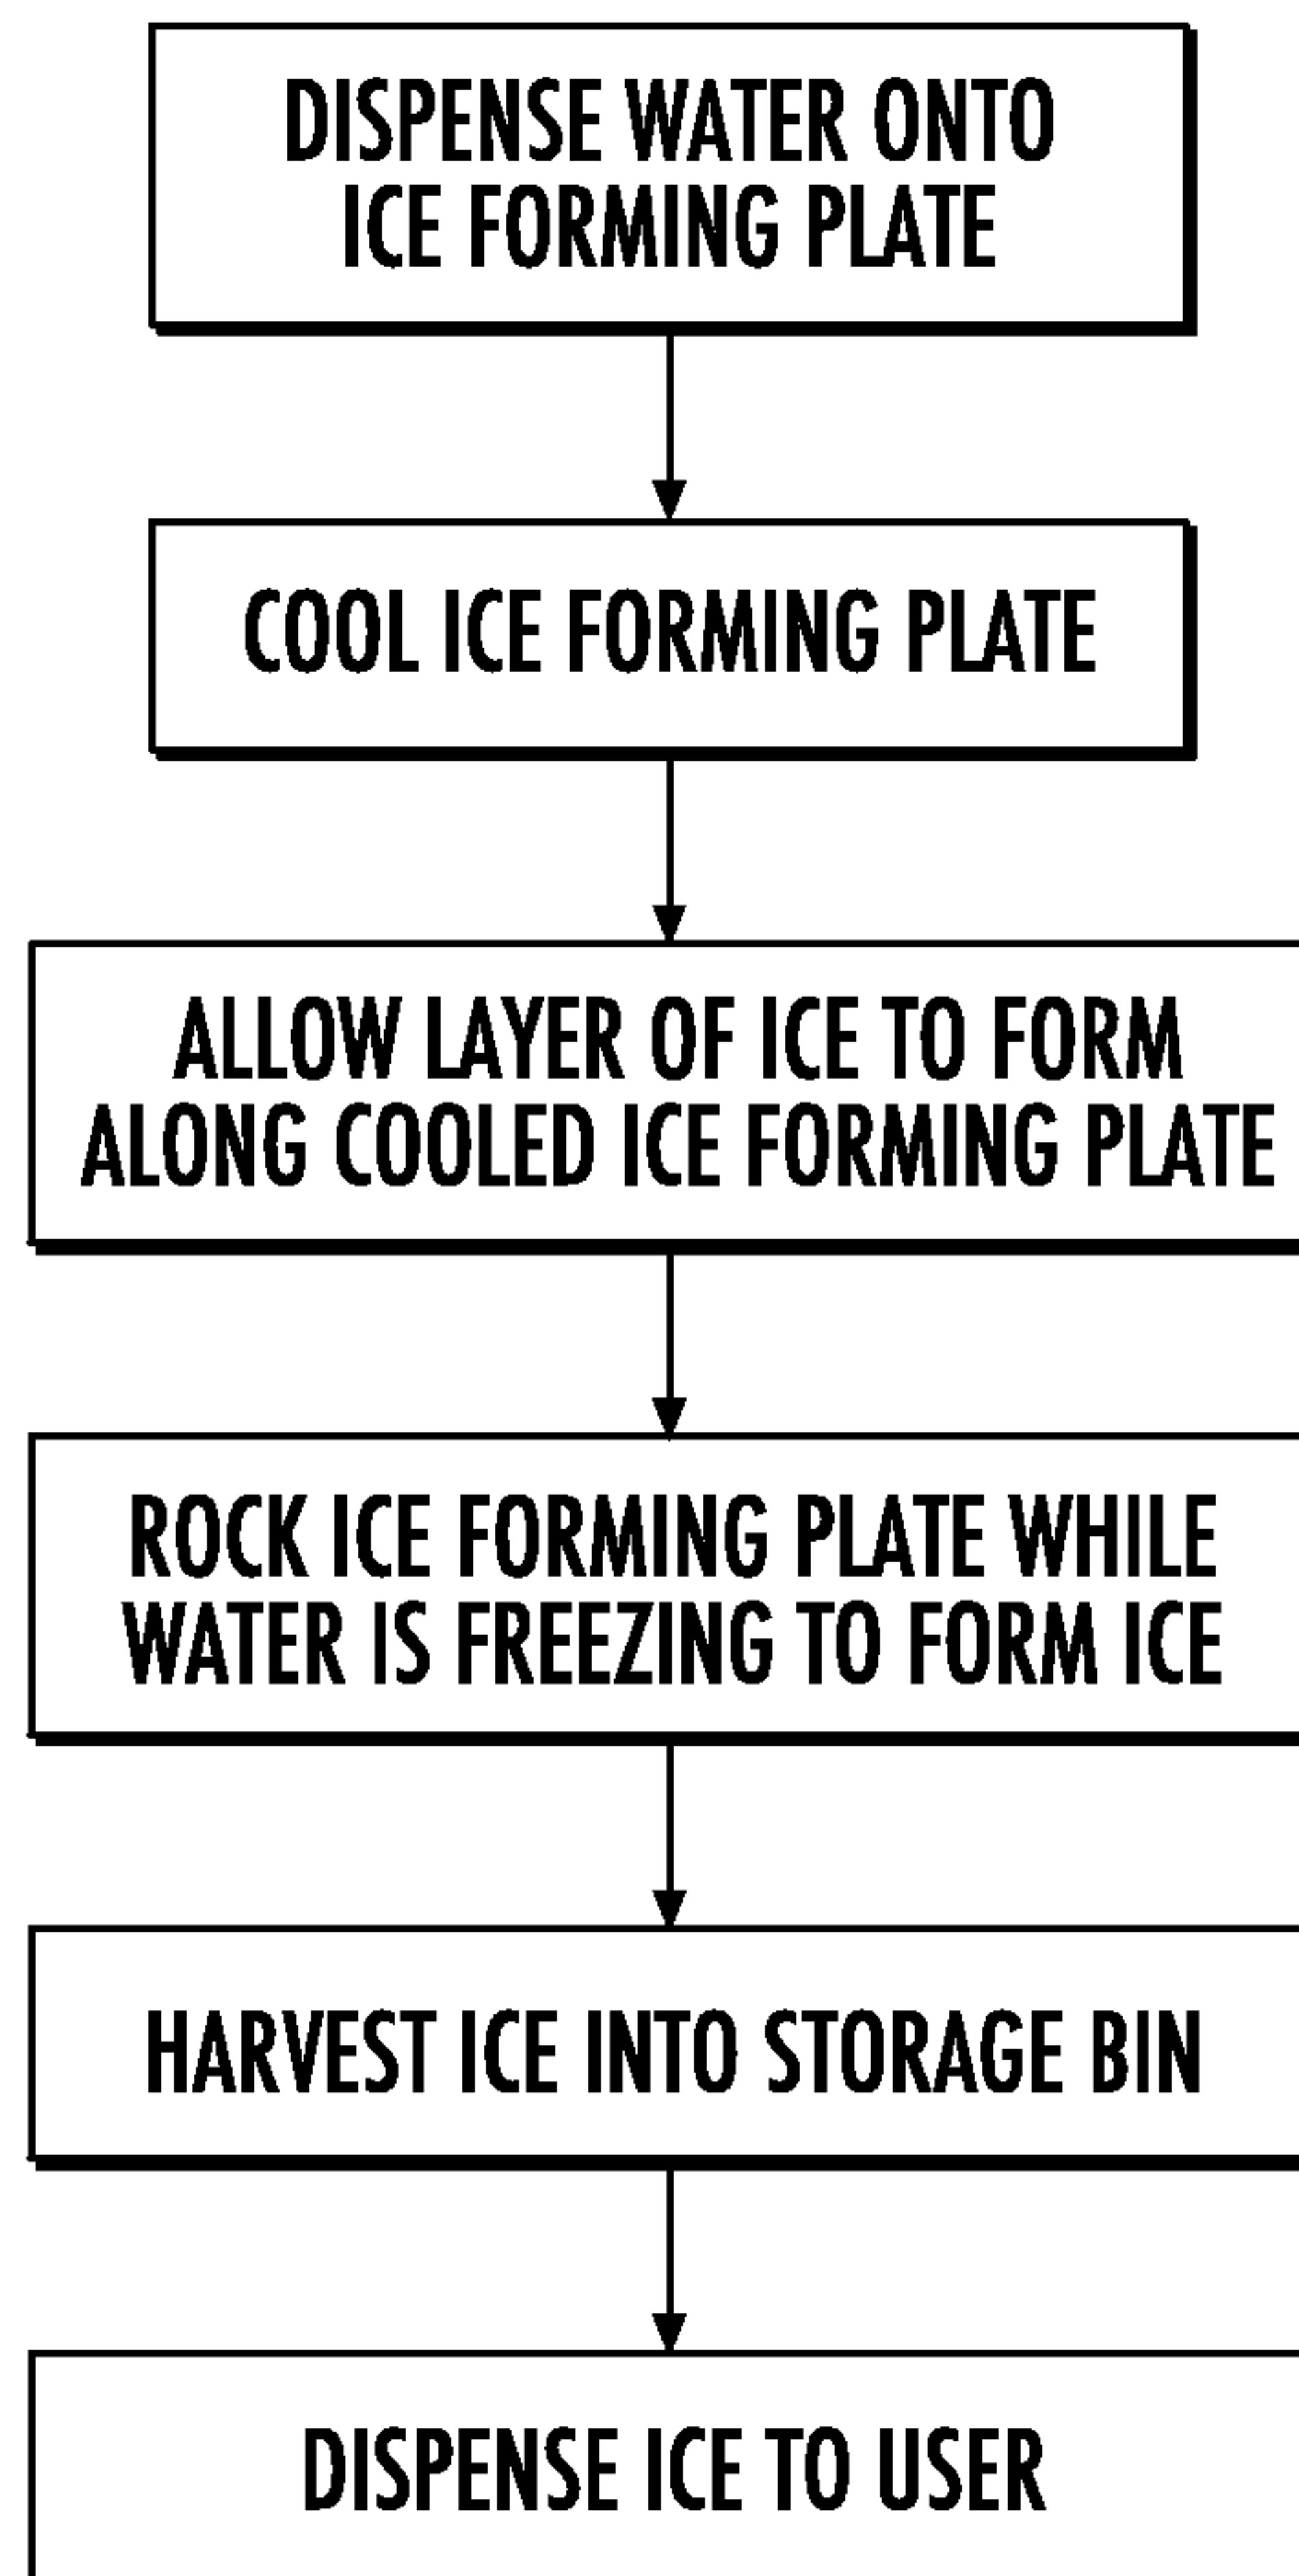 DISPENSE WATER ONTO
ICE FORMING PLATE
COOL ICE FORMING PLATE
ALLOW LAYER OF ICE TO FORM
ALONG COOLED ICE FORMING PLATE
ROCK ICE FORMING PLATE WHILE
WATER IS FREEZING TO FORM ICE
HARVEST ICE INTO STORAGE BIN
DISPENSE ICE TO USER